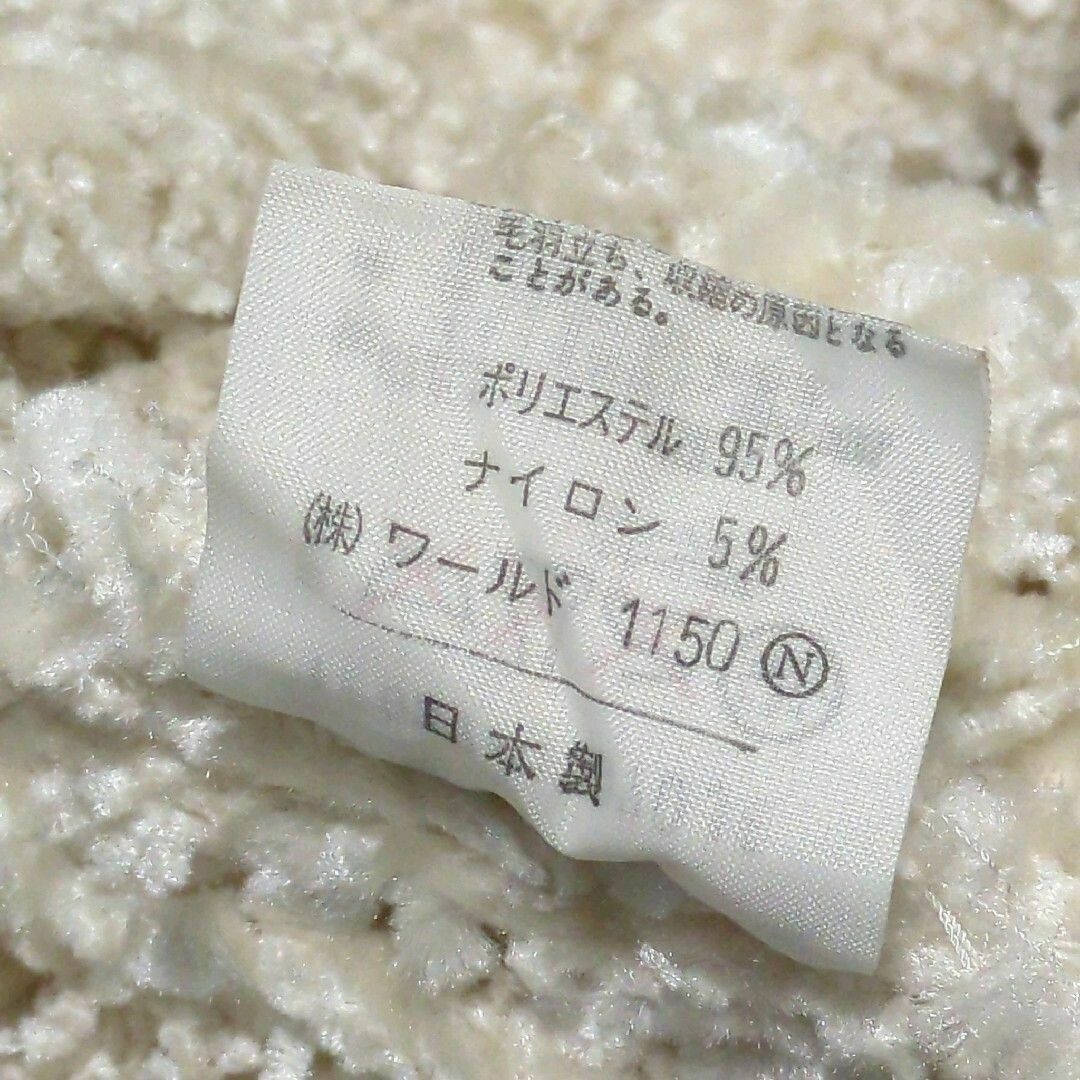 毛羽立ち、収縮の原因となる
ことがある。
ポリエステル 95%
ナイロン 5%
(株)ワールド 1150 Ⓝ
日本製